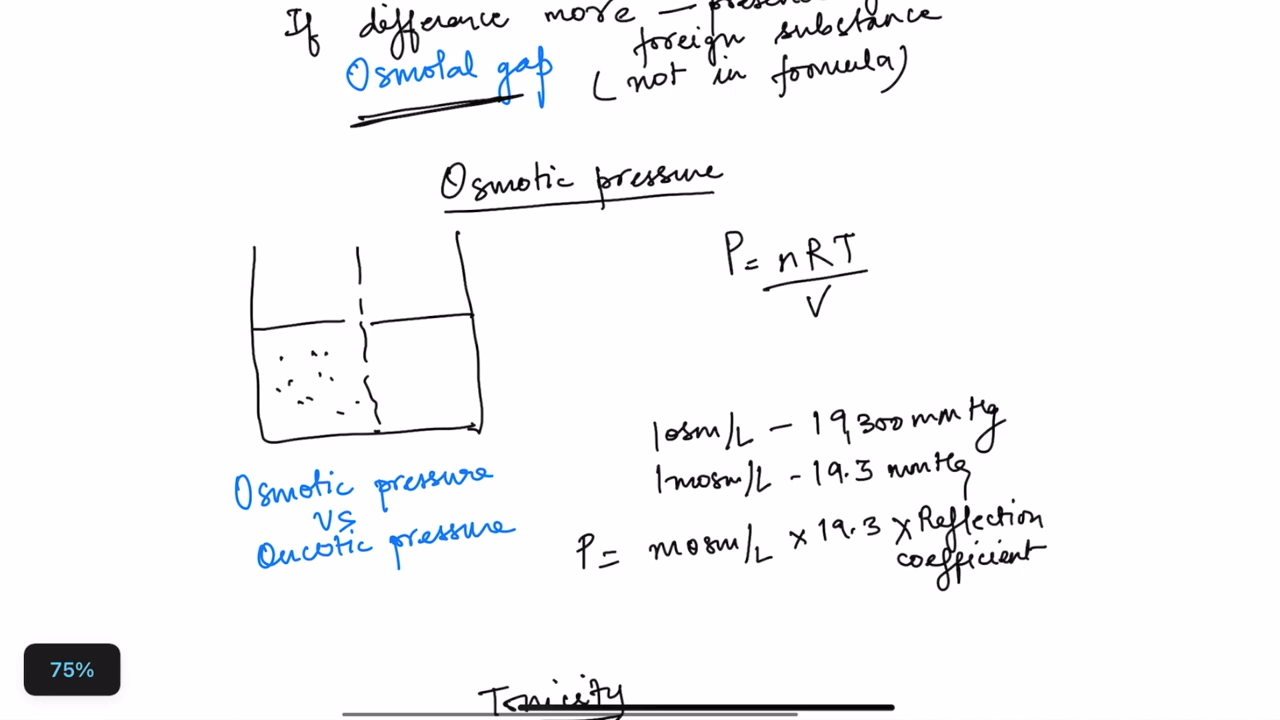 If difference more —
foreign substance
Osmolal gap
(not in formula)
Osmotic pressure
P= nRT
V
1osm/L – 19,300 mmHg
1mosm/L - 19.3 mmHg
P= mosm/L × 19.3 × Reflection
coefficient
Osmotic pressure
VS
Oncotic pressure
75%
Tonicity